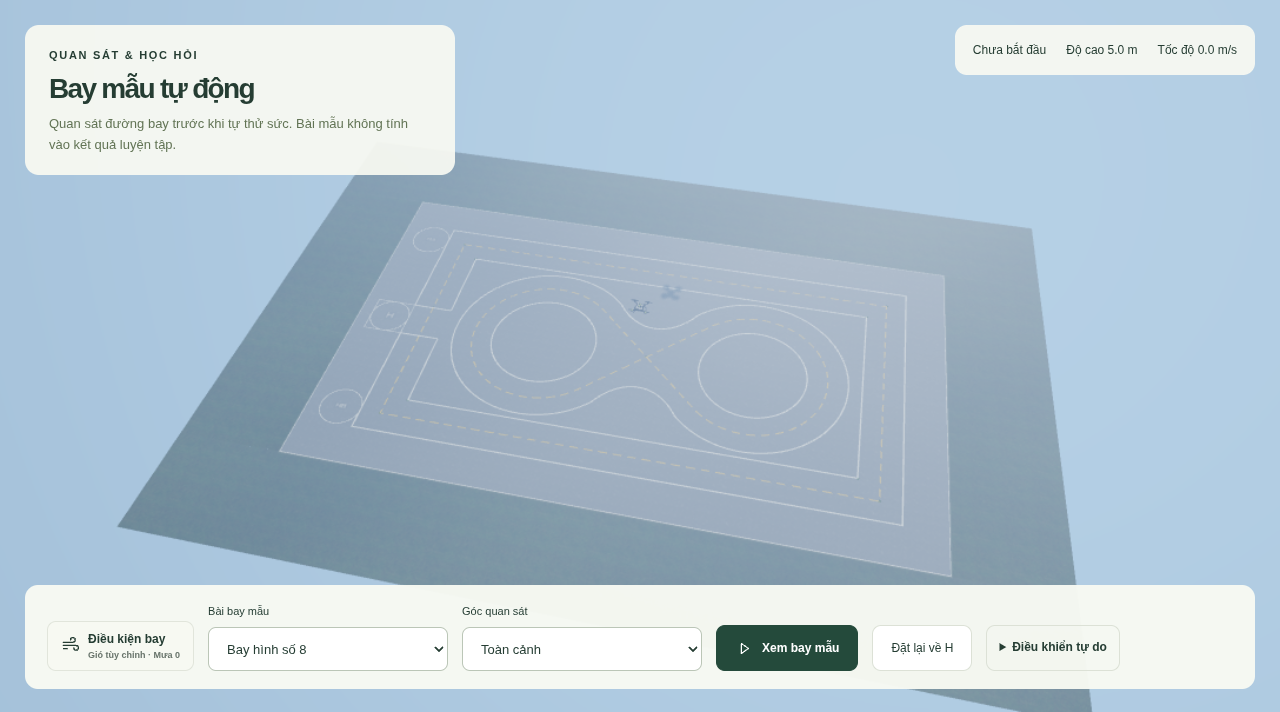 QUAN SÁT & HỌC HỎI
Bay mẫu tự động
Quan sát đường bay trước khi tự thử sức. Bài mẫu không tính
vào kết quả luyện tập.
Chưa bắt đầu Độ cao 5.0 m Tốc độ 0.0 m/s
H
Điều kiện bay
Gió tùy chỉnh · Mưa 0
Bài bay mẫu
Bay hình số 8
Góc quan sát
Toàn cảnh
Xem bay mẫu
Đặt lại về H
Điều khiển tự do